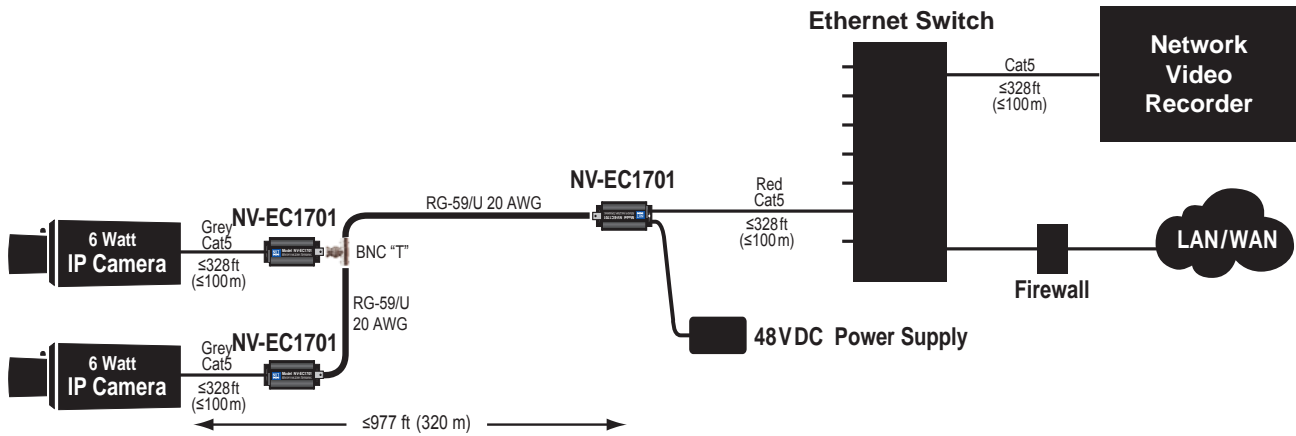 Ethernet Switch
Network
Video
Recorder
Cat5
≤328ft
(≤100m)
NV-EC1701
Red
Cat5
≤328ft
(≤100m)
RG-59/U 20 AWG
NV-EC1701
Grey
Cat5
≤328ft
(≤100m)
6 Watt
IP Camera
BNC “T”
LAN/WAN
Firewall
RG-59/U
20 AWG
48VDC Power Supply
NV-EC1701
Grey
Cat5
≤328ft
(≤100m)
6 Watt
IP Camera
≤977 ft (320 m)